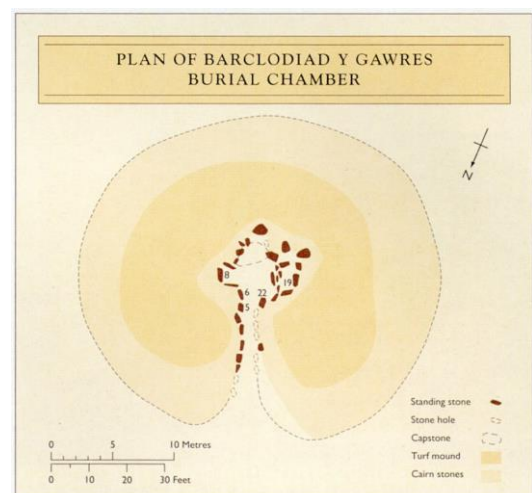 PLAN OF BARCLODIAD Y GAWRES
BURIAL CHAMBER
N
8
6
22
19
5
Standing stone
Stone hole
Capstone
Turf mound
Cairn stones
0 5 10 Metres
0 10 20 30 Feet